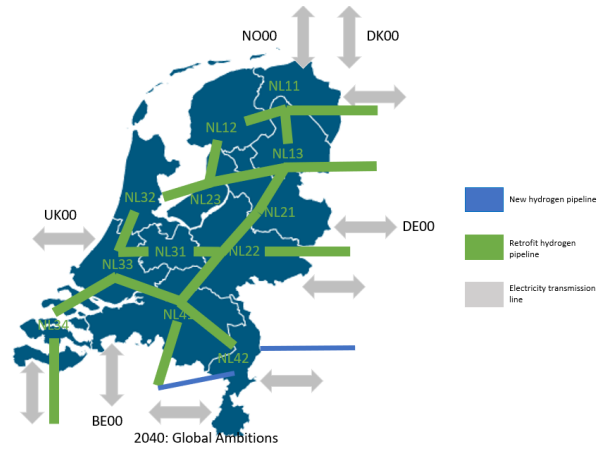 NO00
DK00
NL11
NL12
NL13
NL32
NL23
NL21
UK00
DE00
NL31
NL22
NL33
NL34
NL41
NL42
BE00
2040: Global Ambitions
New hydrogen pipeline
Retrofit hydrogen
pipeline
Electricity transmission
line